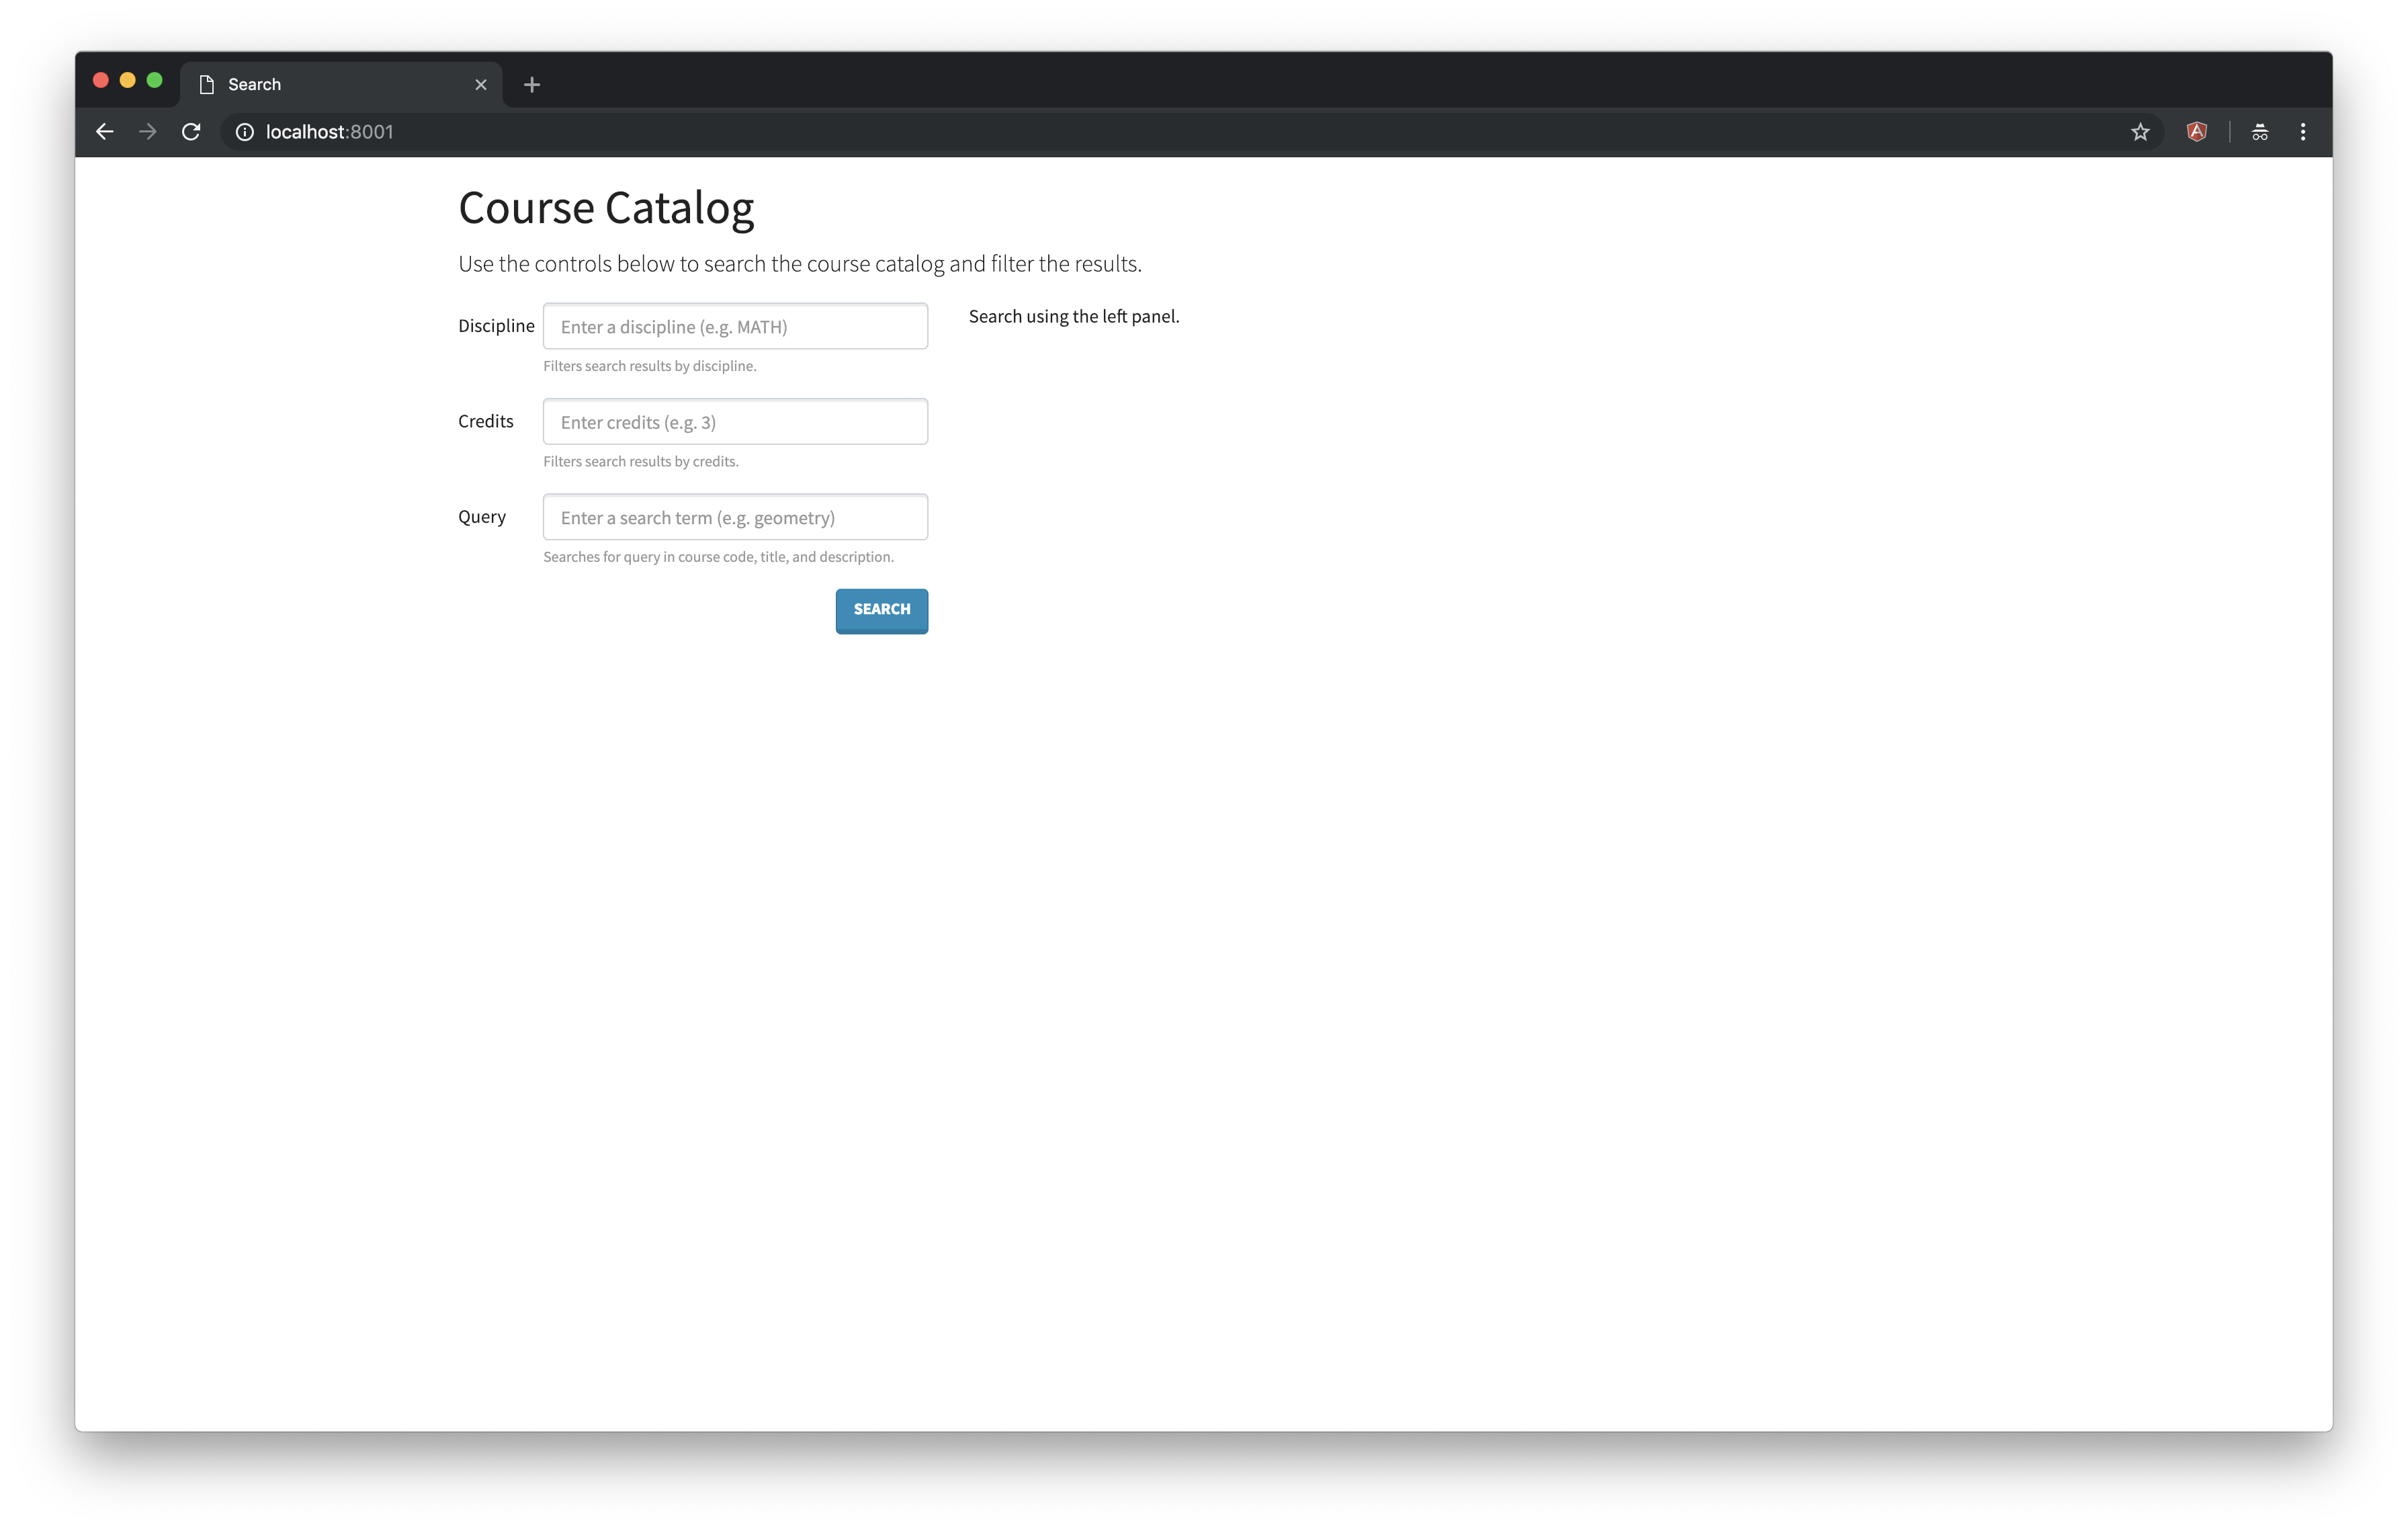 Search
localhost:8001
Course Catalog
Use the controls below to search the course catalog and filter the results.
Discipline
Enter a discipline (e.g. MATH)
Filters search results by discipline.
Credits
Enter credits (e.g. 3)
Filters search results by credits.
Query
Enter a search term (e.g. geometry)
Searches for query in course code, title, and description.
SEARCH
Search using the left panel.